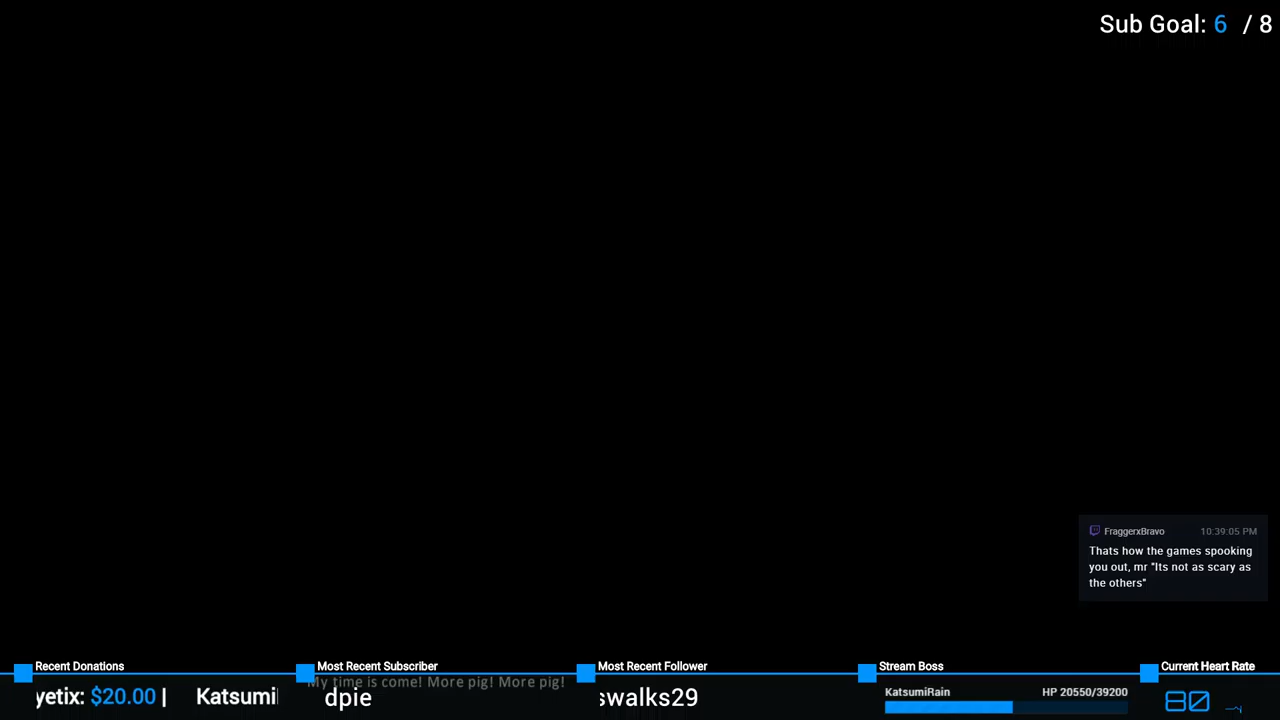 Sub Goal: 6 / 8
FraggerxBravo 10:39:05 PM
Thats how the games spooking
you out, mr "Its not as scary as
the others"
Recent Donations
Most Recent Subscriber
Most Recent Follower
Stream Boss
Current Heart Rate
My time is come! More pig! More pig!
yetix: $20.00 |
Katsumi
dpie
swalks29
KatsumiRain
HP 20550/39200
80